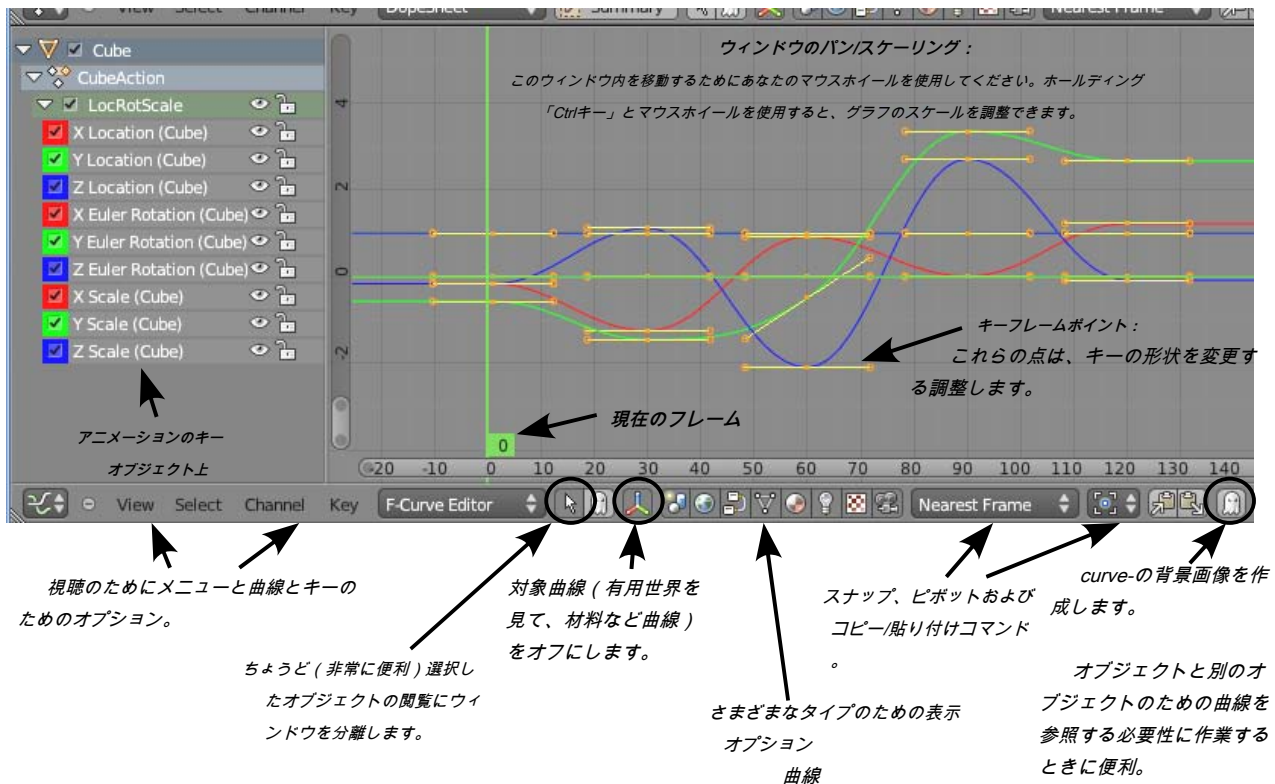 View Select Channel Key DopeSheet Summary Nearest Frame
Cube
CubeAction
LocRotScale
X Location (Cube)
Y Location (Cube)
Z Location (Cube)
X Euler Rotation (Cube)
Y Euler Rotation (Cube)
Z Euler Rotation (Cube)
X Scale (Cube)
Y Scale (Cube)
Z Scale (Cube)
アニメーションのキー
オブジェクト上
ウィンドウのパン/スケーリング：
このウィンドウ内を移動するためにあなたのマウスホイールを使用してください。ホールディング
「Ctrlキー」とマウスホイールを使用すると、グラフのスケールを調整できます。
4
2
0
-2
キーフレームポイント：
これらの点は、キーの形状を変更す
る調整します。
現在のフレーム
0
-20 -10 0 10 20 30 40 50 60 70 80 90 100 110 120 130 140
View Select Channel Key F-Curve Editor Nearest Frame
視聴のためにメニューと曲線とキーの
ためのオプション。
ちょうど（非常に便利）選択し
たオブジェクトの閲覧にウィ
ンドウを分離します。
対象曲線（有用世界を
見て、材料など曲線）
をオフにします。
さまざまなタイプのための表示
オプション
曲線
スナップ、ピボットおよび
コピー/貼り付けコマンド
。
curve-の背景画像を作
成します。
オブジェクトと別のオ
ブジェクトのための曲線を
参照する必要性に作業する
ときに便利。